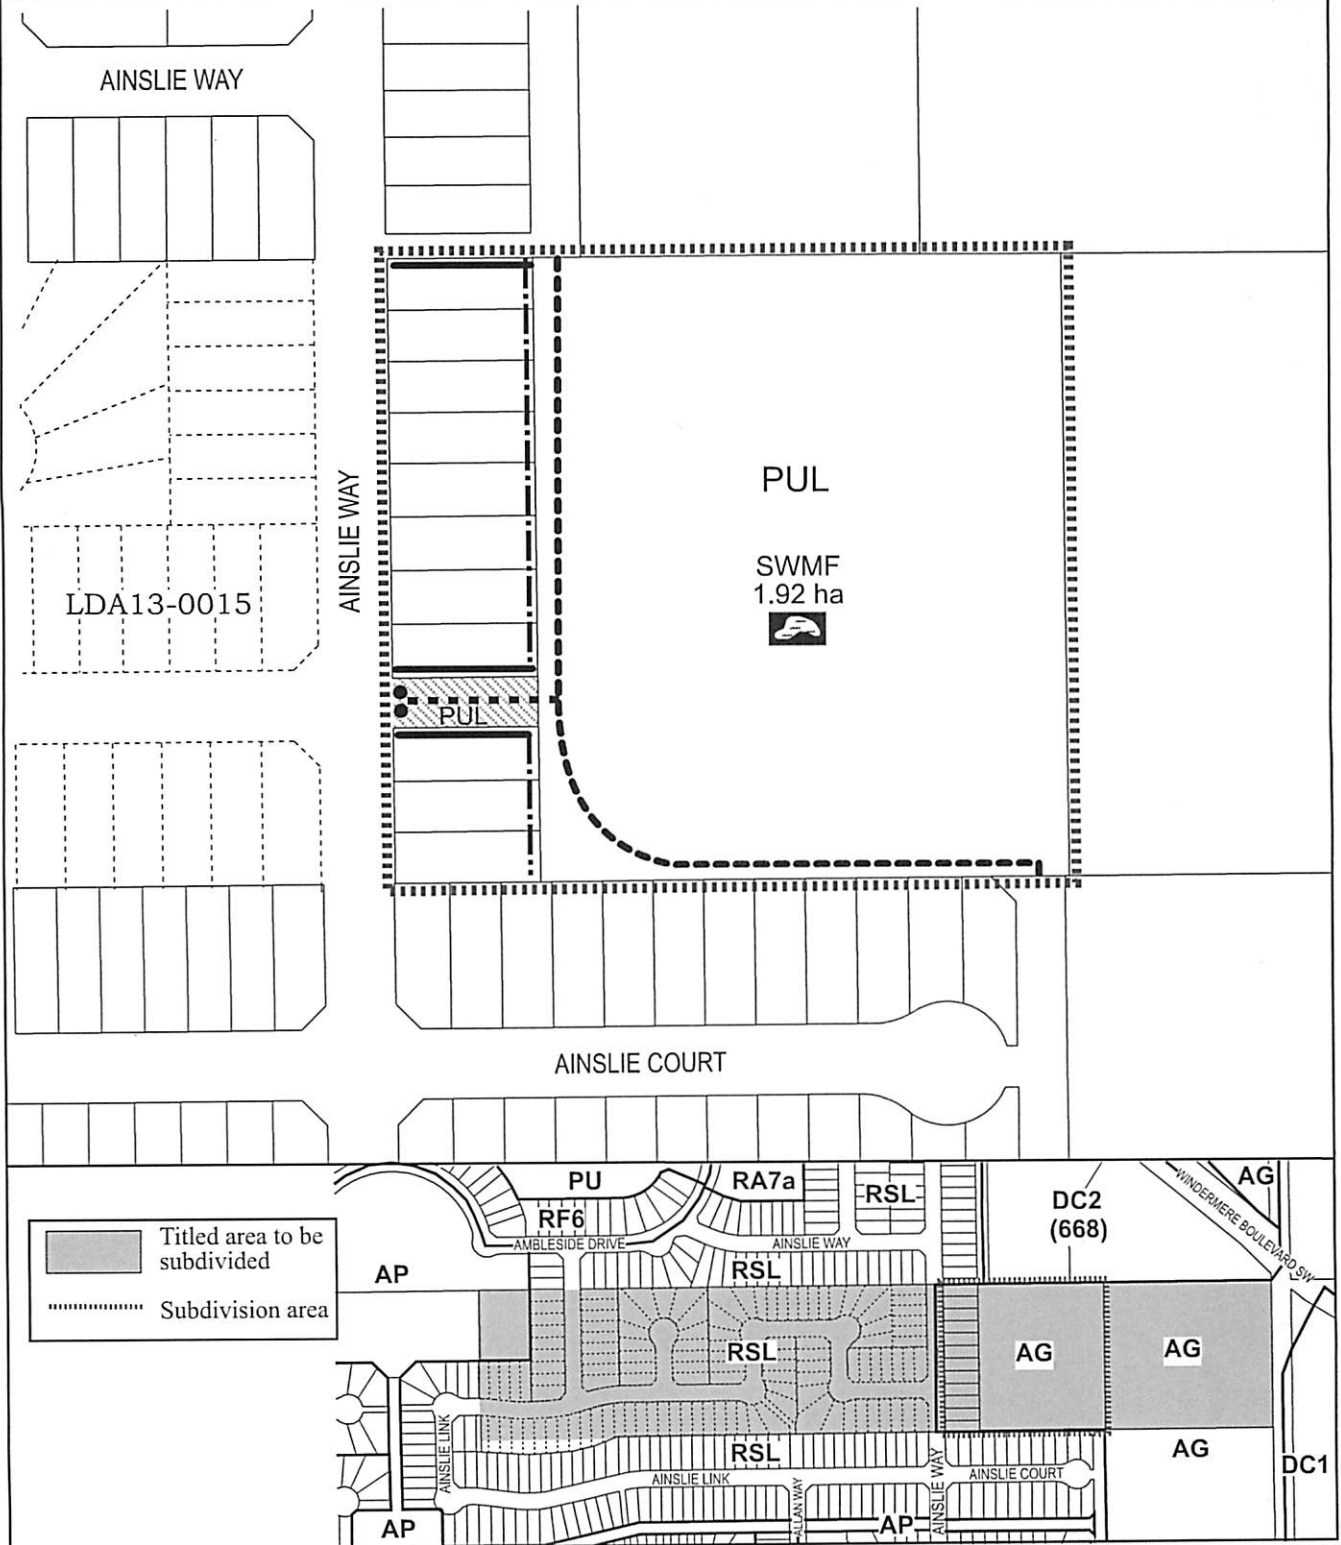 AINSLIE WAY
AINSLIE WAY
PUL
SWMF
1.92 ha
LDA13-0015
PUL
AINSLIE COURT
Titled area to be
subdivided
Subdivision area
PU
RA7a
RSL
AG
RF6
DC2
(668)
WINDERMERE BOULEVARD SW
AMBLESIDE DRIVE
AINSLIE WAY
AP
RSL
RSL
AG
AG
AINSLIE LINK
RSL
AG
DC1
AINSLIE LINK
ALLAN WAY
AINSLIE WAY
AINSLIE COURT
AP
AP